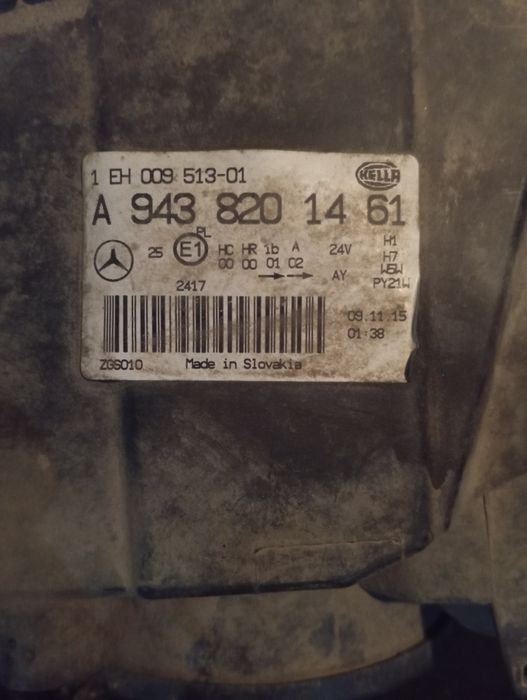 1 EH 009 513-01
HELLA
A 943 820 14 61
PL
25 E1 HC HR 1b A 24V H1
00 00 01 02 H7
W5W
AY PY21W
2417
09.11.15
01:38
ZGS010 Made in Slovakia